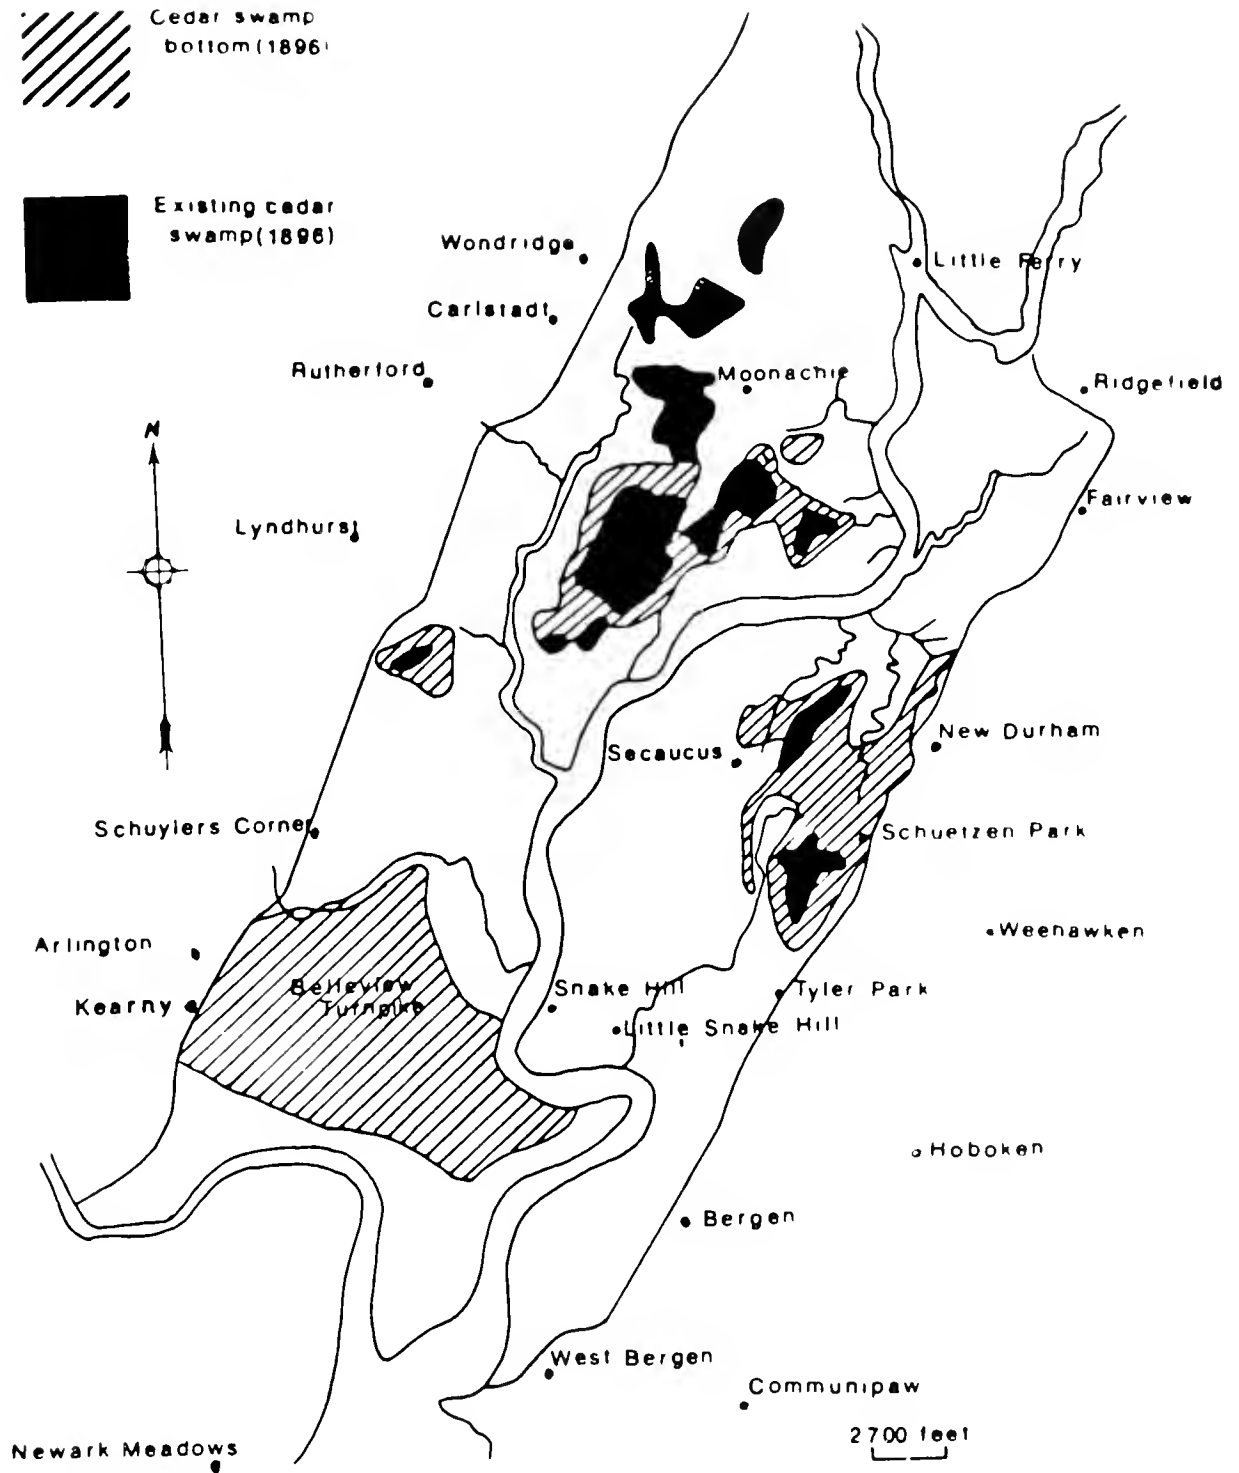 Cedar swamp
bottom (1896)
Existing cedar
swamp (1896)
Wondridge
Little Ferry
Carlstadt
Rutherford
Moonachie
Ridgefield
N
Fairview
Lyndhurst
New Durham
Secaucus
Schuylers Corner
Schuetzen Park
Weehawken
Arlington
Belleview
Turnpike
Snake Hill
Tyler Park
Kearny
Little Snake Hill
Hoboken
Bergen
West Bergen
Communipaw
2700 feet
Newark Meadows